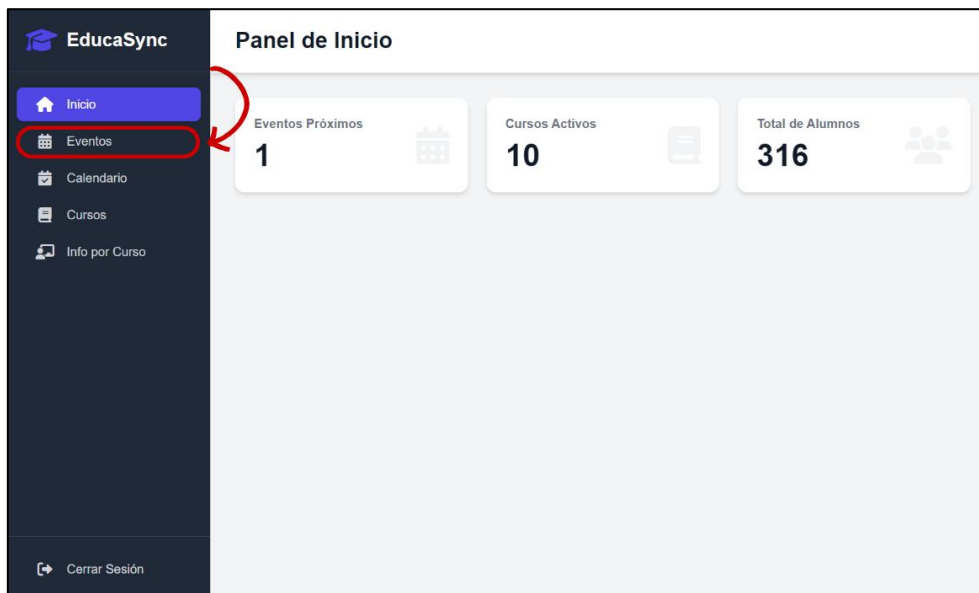 EducaSync
Panel de Inicio
Inicio
Eventos
Calendario
Cursos
Info por Curso
Cerrar Sesión
Eventos Próximos
1
Cursos Activos
10
Total de Alumnos
316